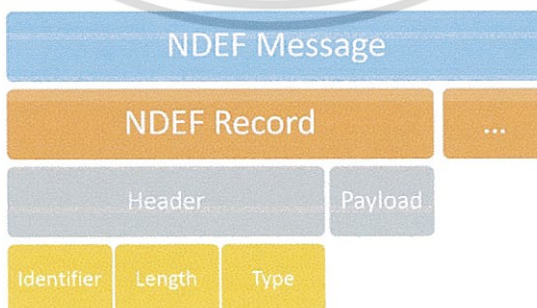 NDEF Message
NDEF Record ...
Header Payload
Identifier Length Type